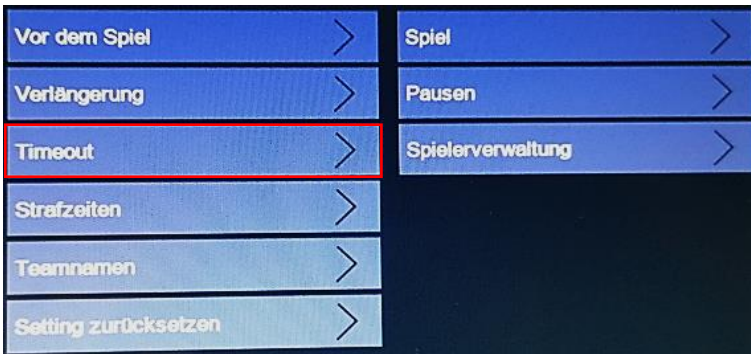 Vor dem Spiel
Spiel
Verlängerung
Pausen
Timeout
Spielerverwaltung
Strafzeiten
Teamnamen
Setting zurücksetzen